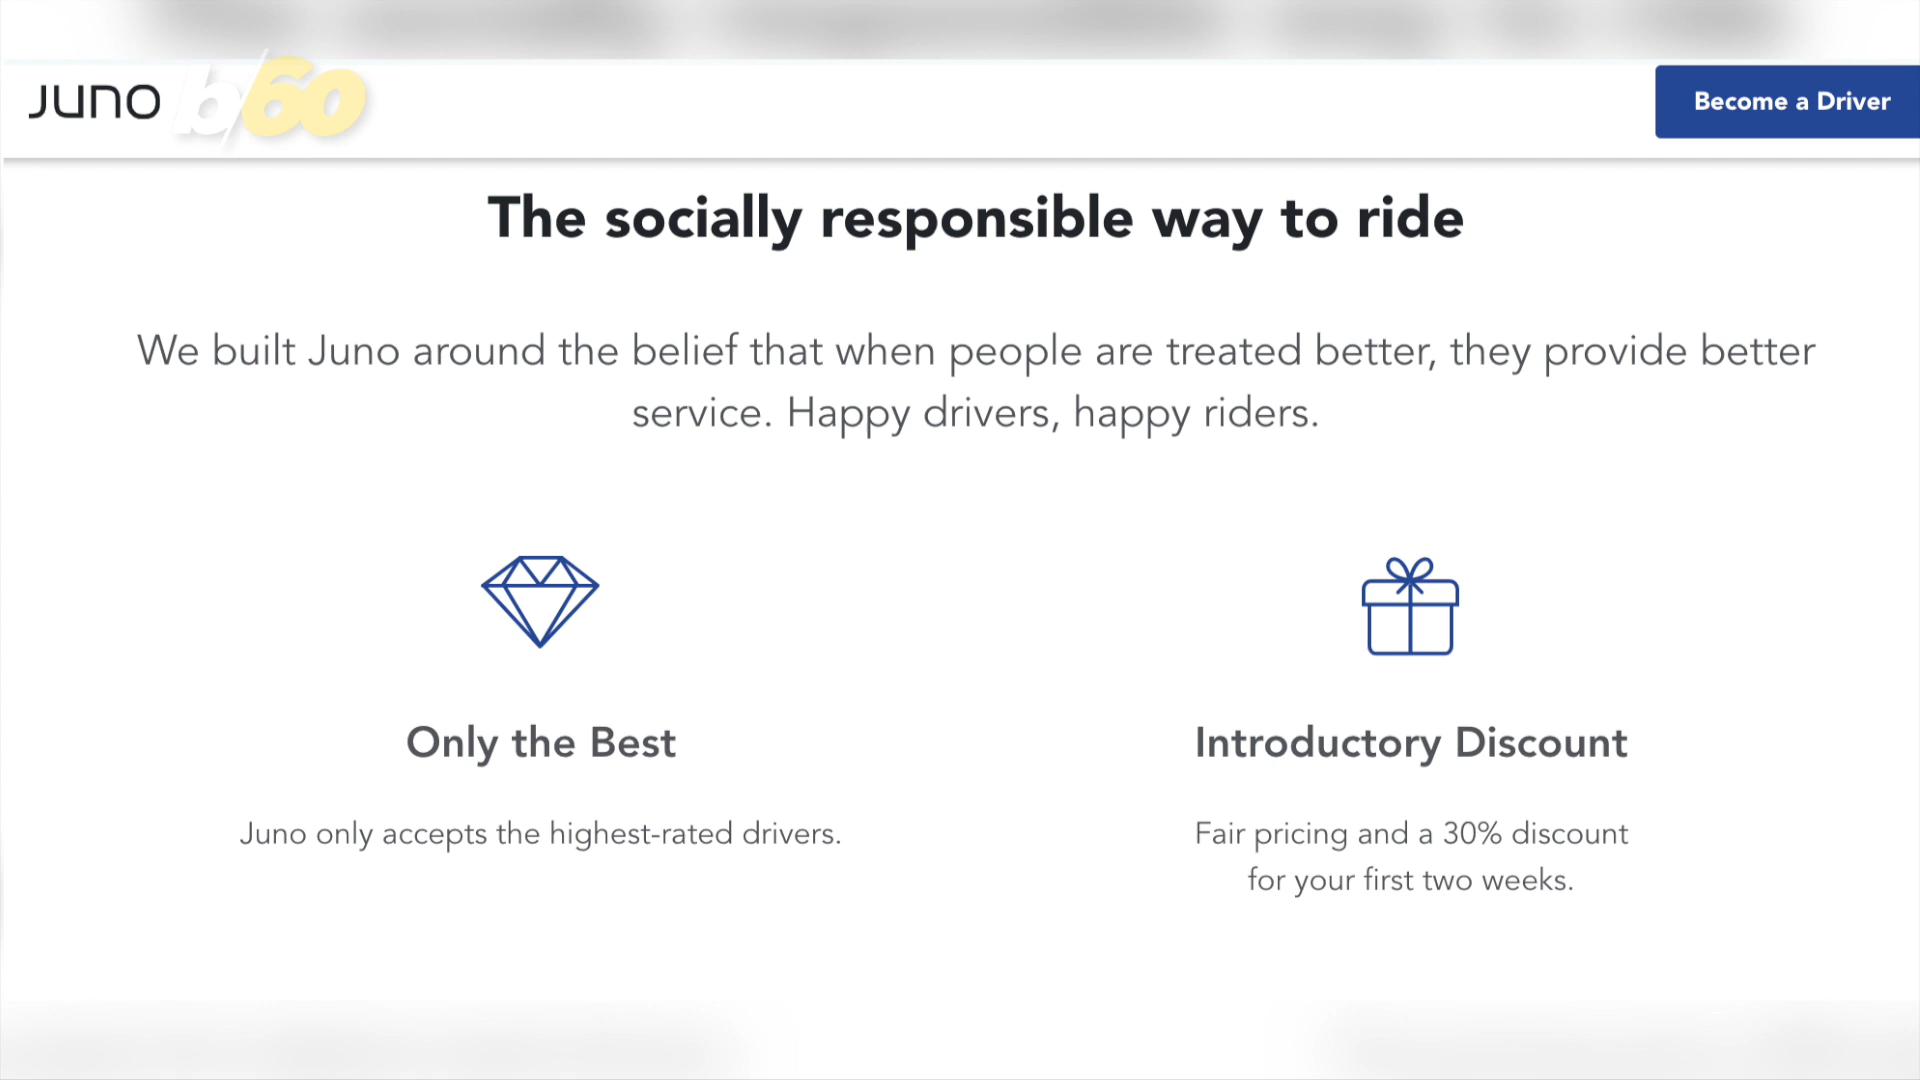 JUNO b/60
Become a Driver
The socially responsible way to ride
We built Juno around the belief that when people are treated better, they provide better
service. Happy drivers, happy riders.
Only the Best
Introductory Discount
Juno only accepts the highest-rated drivers.
Fair pricing and a 30% discount
for your first two weeks.